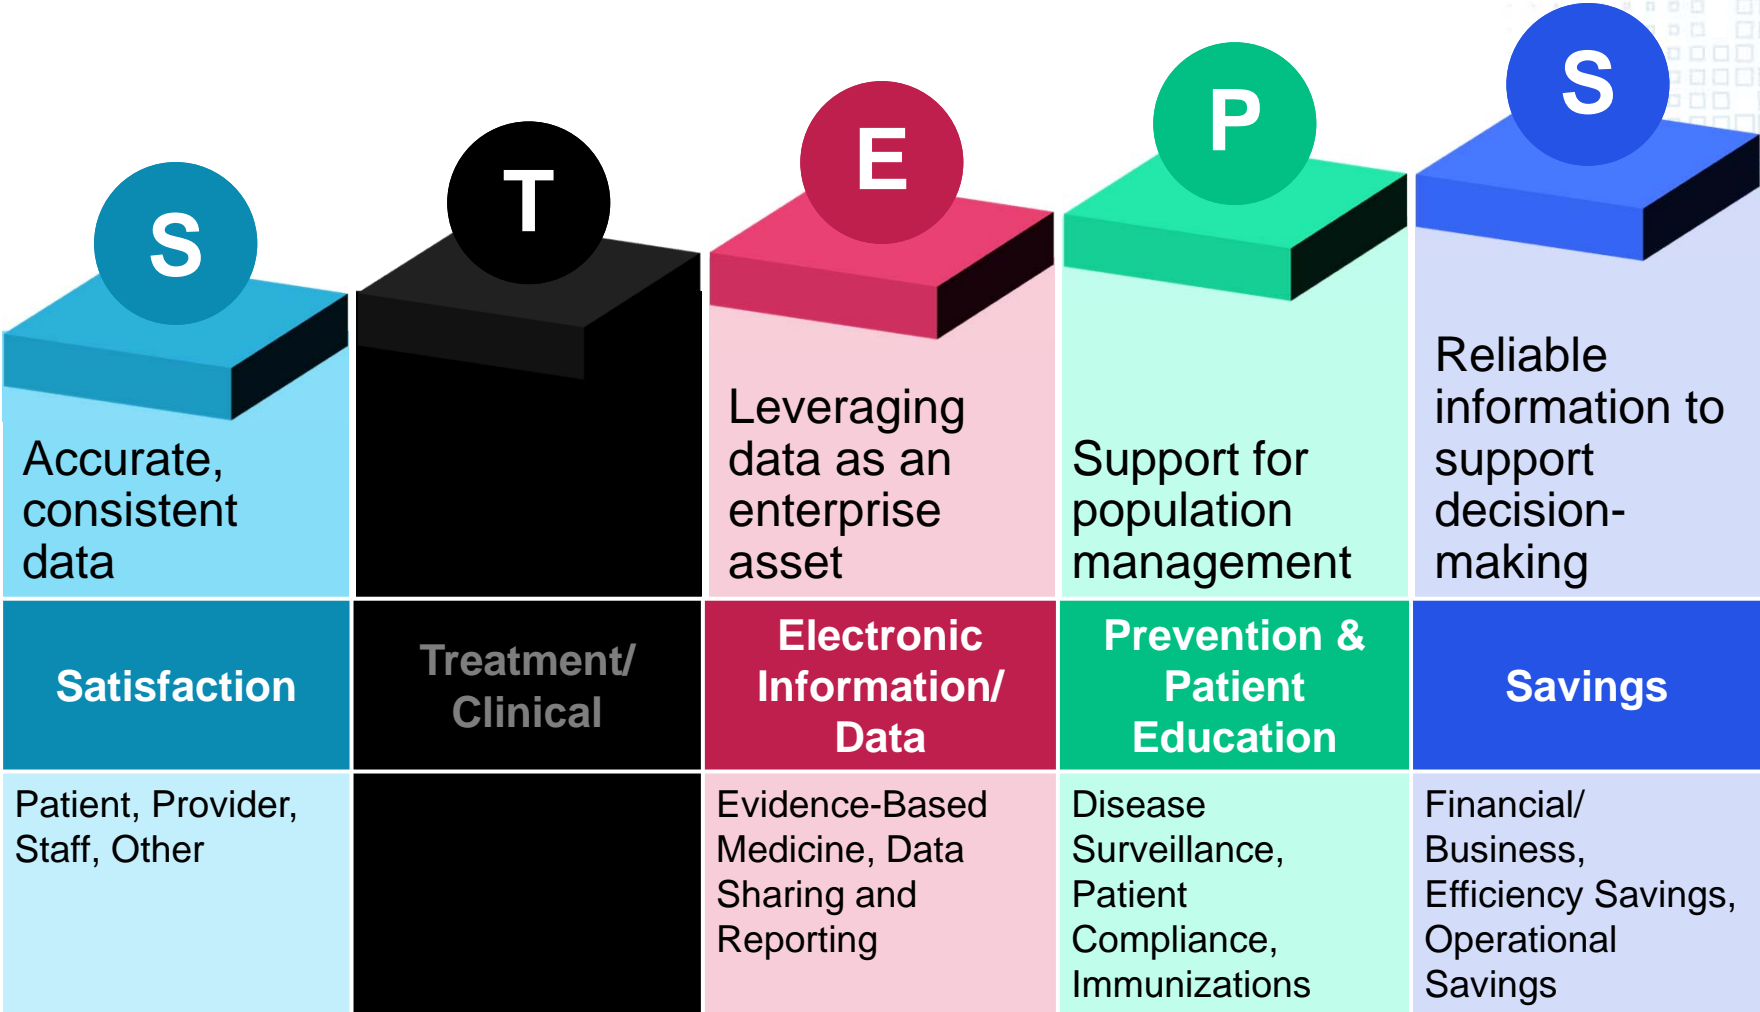 S
T
E
P
S
Accurate,
consistent
data
Leveraging
data as an
enterprise
asset
Support for
population
management
Reliable
information to
support
decision-
making
Satisfaction
Treatment/
Clinical
Electronic
Information/
Data
Prevention &
Patient
Education
Savings
Patient, Provider,
Staff, Other
Evidence-Based
Medicine, Data
Sharing and
Reporting
Disease
Surveillance,
Patient
Compliance,
Immunizations
Financial/
Business,
Efficiency Savings,
Operational
Savings